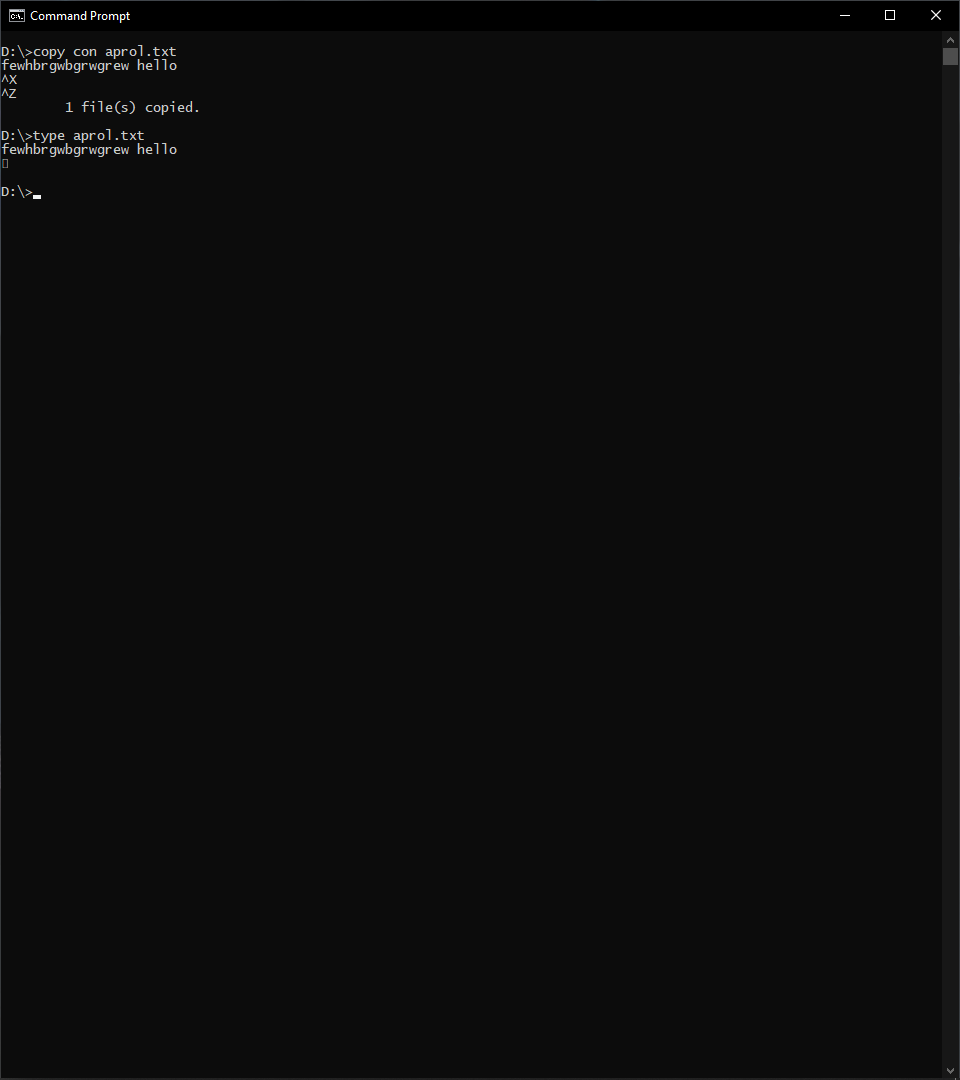 Command Prompt
D:\>copy con aprol.txt
fewhbrgwbgrwgrew hello
^X
^Z
        1 file(s) copied.
D:\>type aprol.txt
fewhbrgwbgrwgrew hello
D:\>